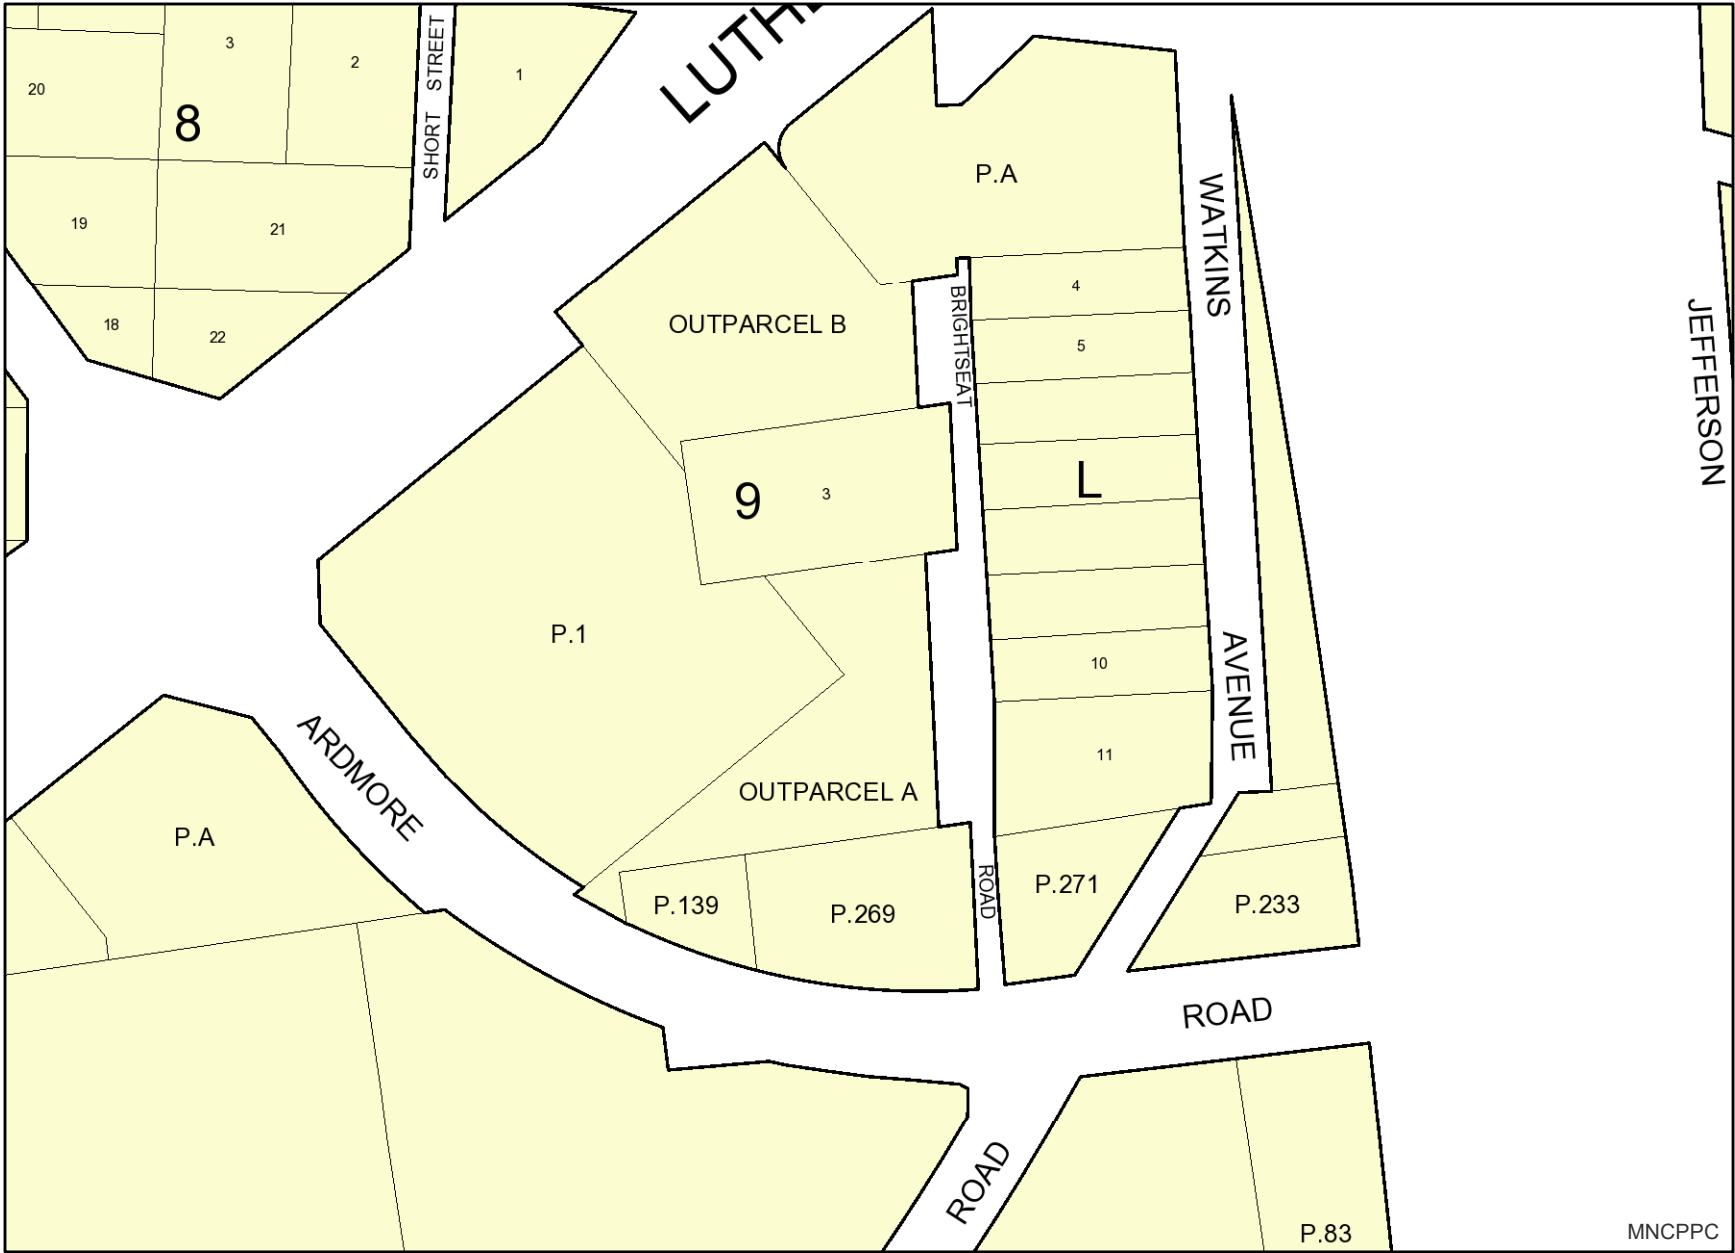 LUTH
3
2
1
20
8
SHORT STREET
P.A
19
21
WATKINS
4
BRIGHTSEAT
18
22
OUTPARCEL B
5
JEFFERSON
L
9
3
P.1
10
AVENUE
11
ARDMORE
OUTPARCEL A
P.A
P.139
P.269
ROAD
P.271
P.233
ROAD
ROAD
P.83
MNCPPC